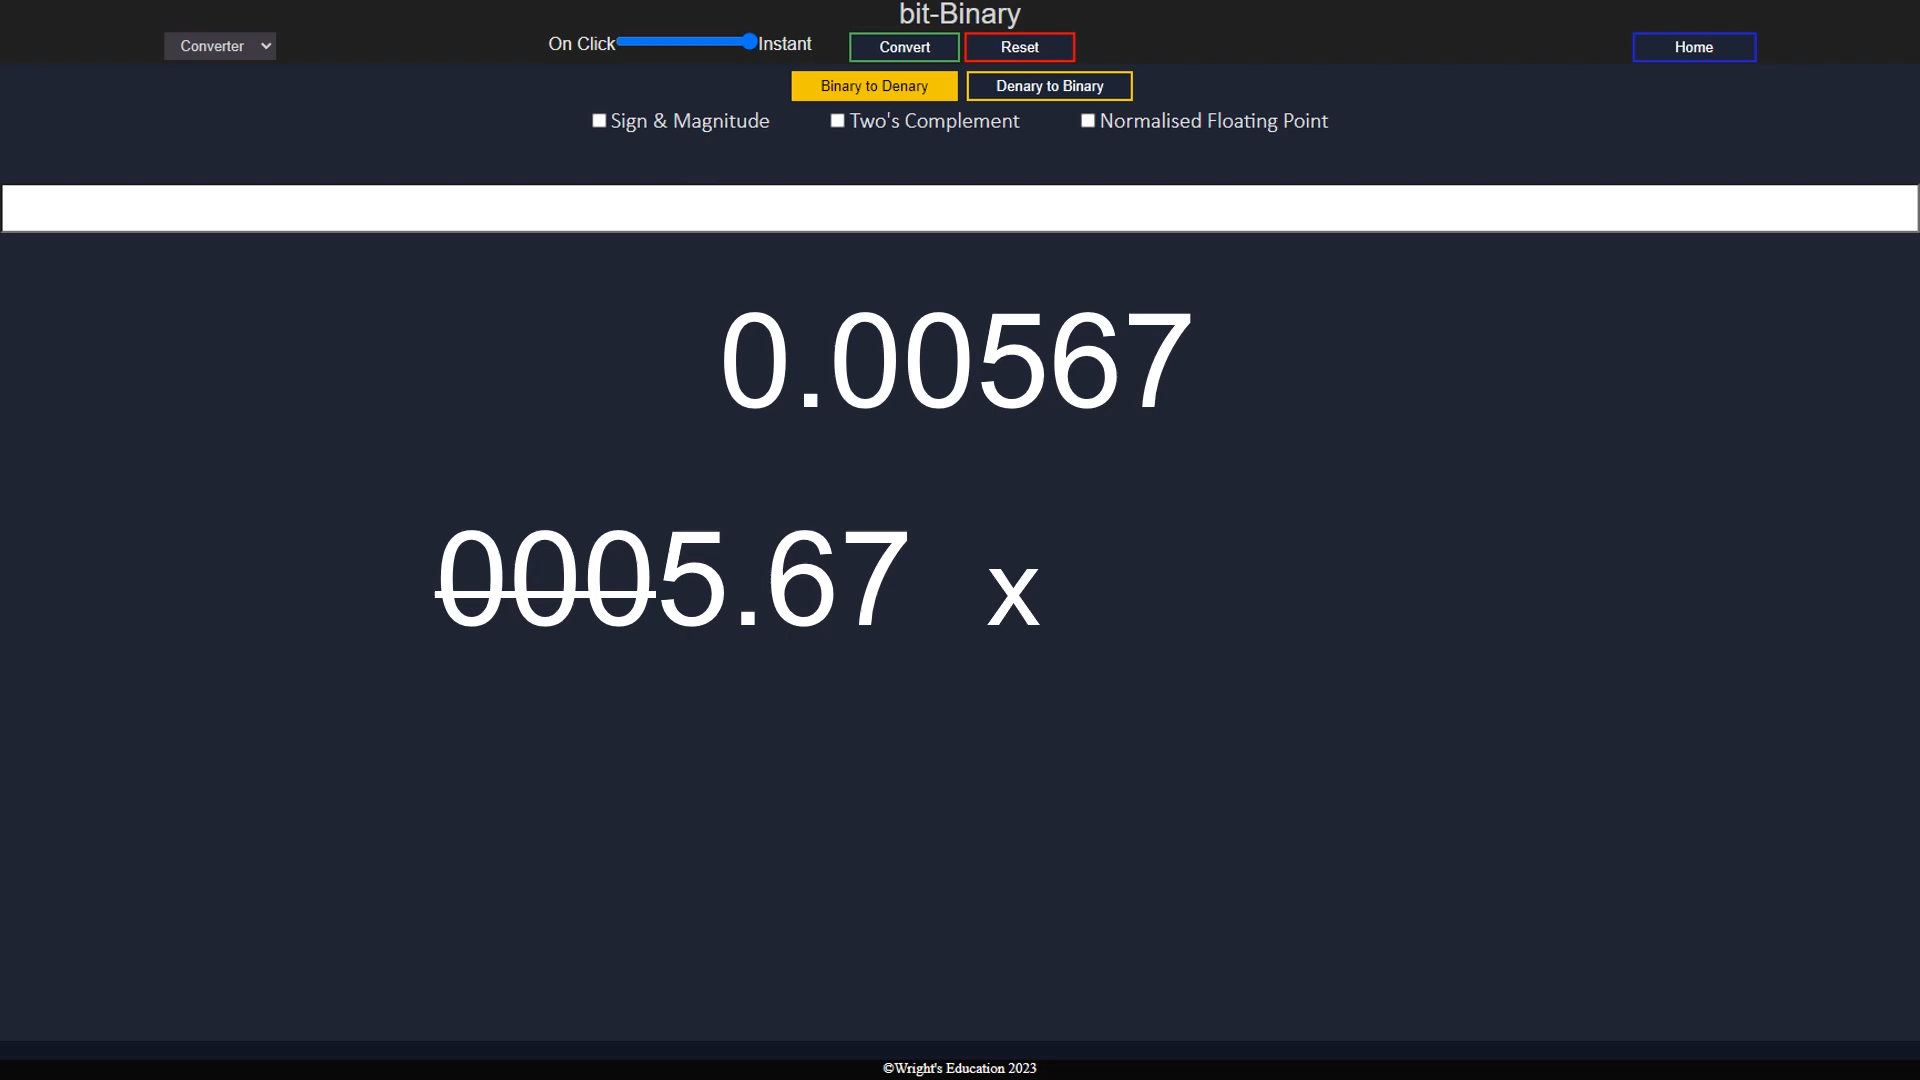 bit-Binary
Converter On Click Instant Convert Reset Home
Binary to Denary Denary to Binary
Sign & Magnitude Two's Complement Normalised Floating Point
0.00567
0005.67 x
©Wright's Education 2023